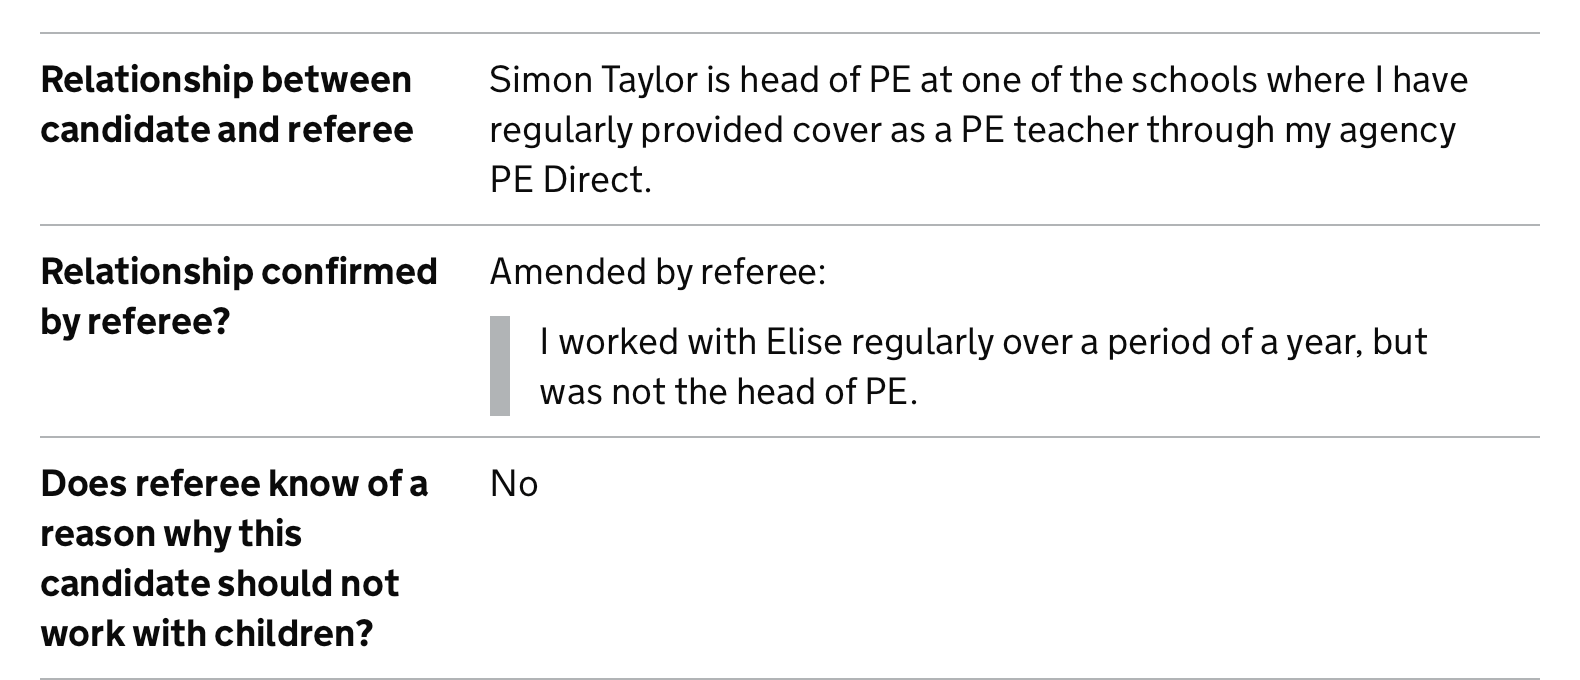 Relationship between
candidate and referee
Simon Taylor is head of PE at one of the schools where I have
regularly provided cover as a PE teacher through my agency
PE Direct.
Relationship confirmed
by referee?
Amended by referee:
I worked with Elise regularly over a period of a year, but
was not the head of PE.
Does referee know of a
reason why this
candidate should not
work with children?
No